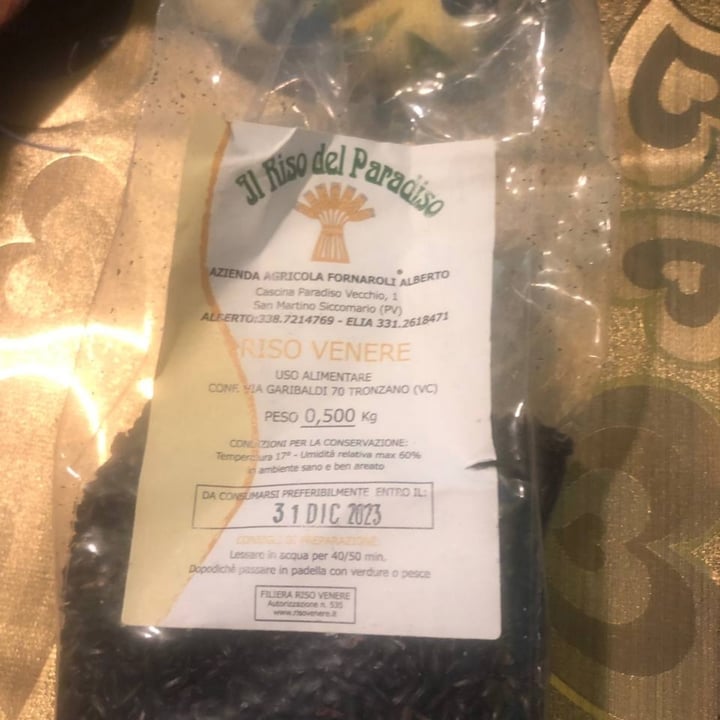 Il Riso del Paradiso
AZIENDA AGRICOLA FORNAROLI ALBERTO
Cascina Paradiso Vecchio, 1
San Martino Siccomario (PV)
ALBERTO:338.7214769 - ELIA 331.2618471
RISO VENERE
USO ALIMENTARE
CONF. VIA GARIBALDI 70 TRONZANO (VC)
PESO 0,500 Kg
CONDIZIONI PER LA CONSERVAZIONE:
Temperatura 17° - Umidità relativa max 60%
in ambiente sano e ben areato
DA CONSUMARSI PREFERIBILMENTE ENTRO IL:
31 DIC 2023
CONSIGLI DI PREPARAZIONE:
Lessare in acqua per 40/50 min.
Dopodichè passare in padella con verdure o pesce
FILIERA RISO VENERE
Autorizzazione n. 535
www.risovenere.it